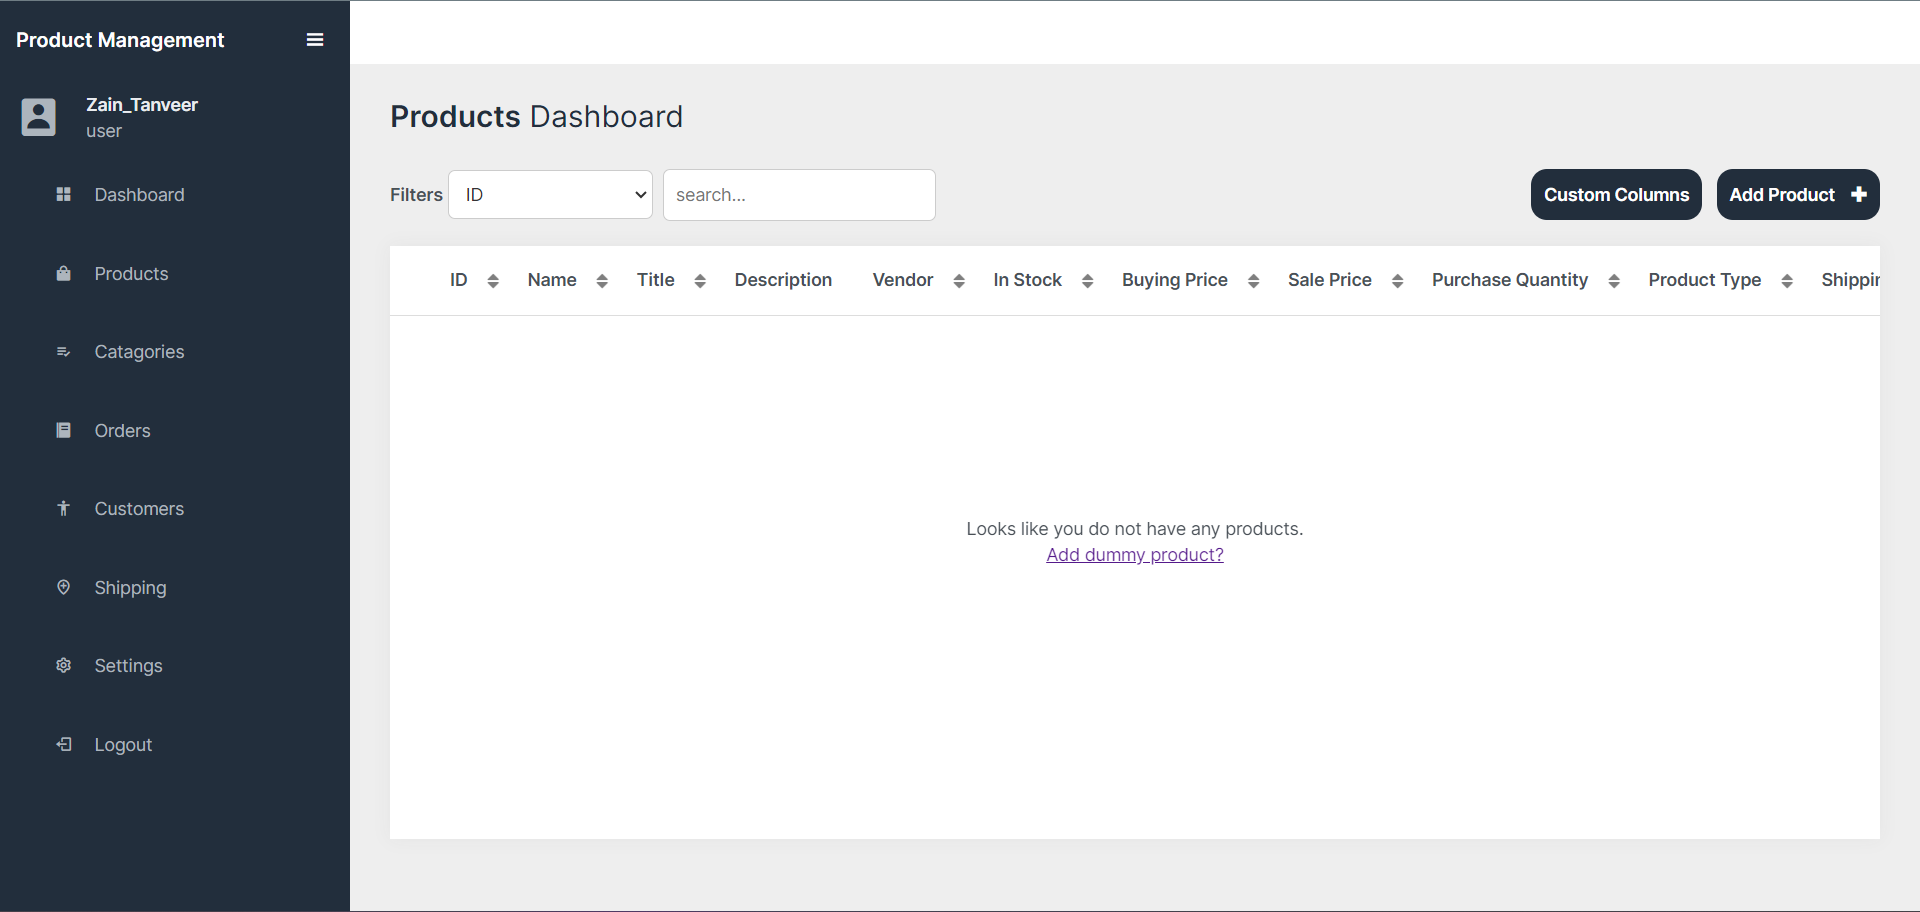 Product Management
Zain_Tanveer
user
Dashboard
Products
Catagories
Orders
Customers
Shipping
Settings
Logout
Products Dashboard
Filters ID search... Custom Columns Add Product
ID Name Title Description Vendor In Stock Buying Price Sale Price Purchase Quantity Product Type
Looks like you do not have any products.
Add dummy product?